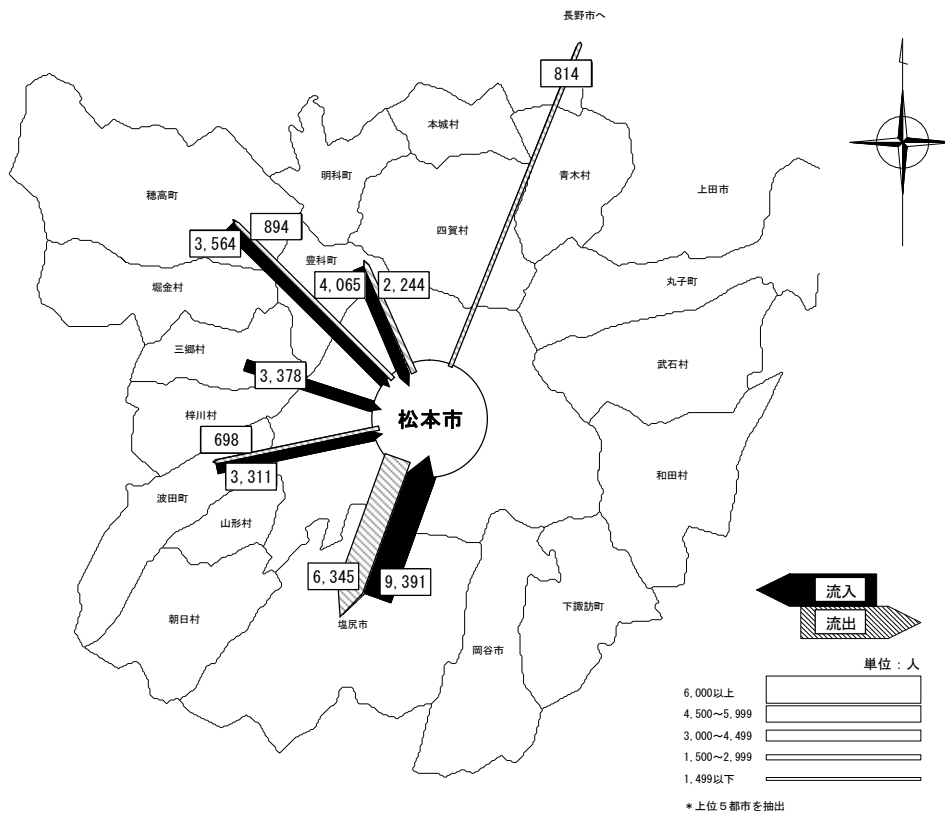 長野市へ
814
本城村
明科町
青木村
穂高町
上田市
四賀村
894
3,564
豊科町
4,065
2,244
堀金村
丸子町
三郷村
武石村
3,378
梓川村
松本市
698
3,311
和田村
波田町
山形村
6,345
9,391
流入
下諏訪町
朝日村
塩尻市
流出
岡谷市
単位：人
6,000以上
4,500～5,999
3,000～4,499
1,500～2,999
1,499以下
＊上位５都市を抽出